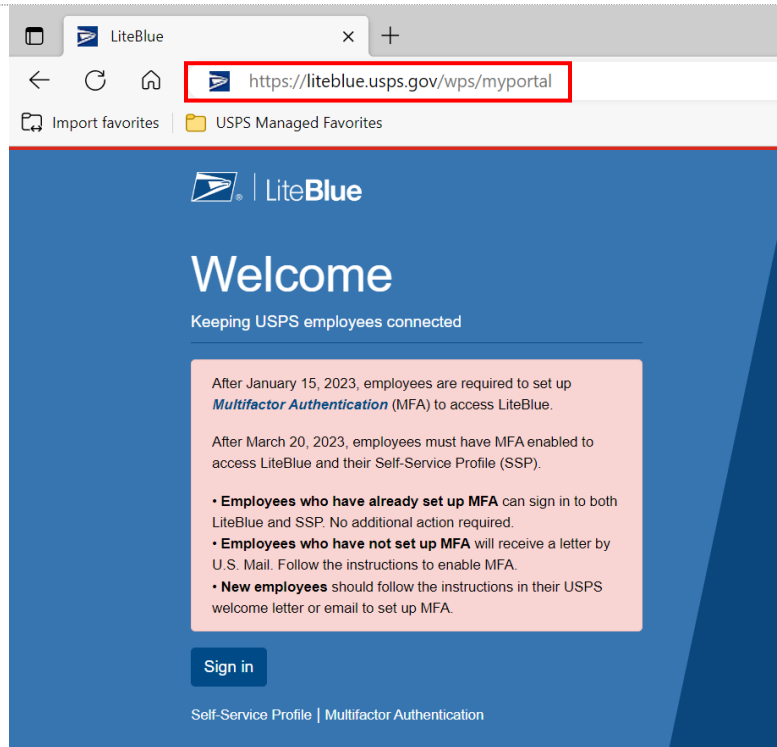 LiteBlue
https://liteblue.usps.gov/wps/myportal
Import favorites
USPS Managed Favorites
LiteBlue
Welcome
Keeping USPS employees connected
After January 15, 2023, employees are required to set up
Multifactor Authentication (MFA) to access LiteBlue.
After March 20, 2023, employees must have MFA enabled to
access LiteBlue and their Self-Service Profile (SSP).
• Employees who have already set up MFA can sign in to both
LiteBlue and SSP. No additional action required.
• Employees who have not set up MFA will receive a letter by
U.S. Mail. Follow the instructions to enable MFA.
• New employees should follow the instructions in their USPS
welcome letter or email to set up MFA.
Sign in
Self-Service Profile | Multifactor Authentication